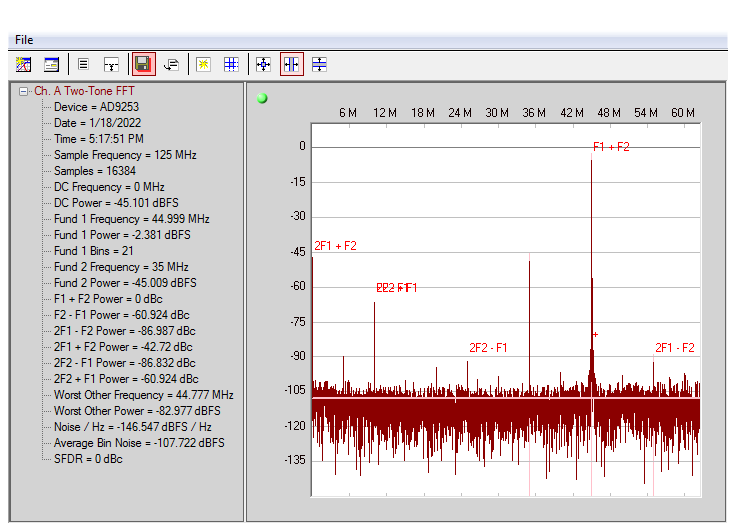 File
Ch. A Two-Tone FFT
Device = AD9253
Date = 1/18/2022
Time = 5:17:51 PM
Sample Frequency = 125 MHz
Samples = 16384
DC Frequency = 0 MHz
DC Power = -45.101 dBFS
Fund 1 Frequency = 44.999 MHz
Fund 1 Power = -2.381 dBFS
Fund 1 Bins = 21
Fund 2 Frequency = 35 MHz
Fund 2 Power = -45.009 dBFS
F1 + F2 Power = 0 dBc
F2 - F1 Power = -60.924 dBc
2F1 - F2 Power = -86.987 dBc
2F1 + F2 Power = -42.72 dBc
2F2 - F1 Power = -86.832 dBc
2F2 + F1 Power = -60.924 dBc
Worst Other Frequency = 44.777 MHz
Worst Other Power = -82.977 dBFS
Noise / Hz = -146.547 dBFS / Hz
Average Bin Noise = -107.722 dBFS
SFDR = 0 dBc
6 M 12 M 18 M 24 M 30 M 36 M 42 M 48 M 54 M 60 M
0
-15
-30
-45
-60
-75
-90
-105
-120
-135
F1 + F2
2F1 + F2
2F2 - F1
2F1 - F2